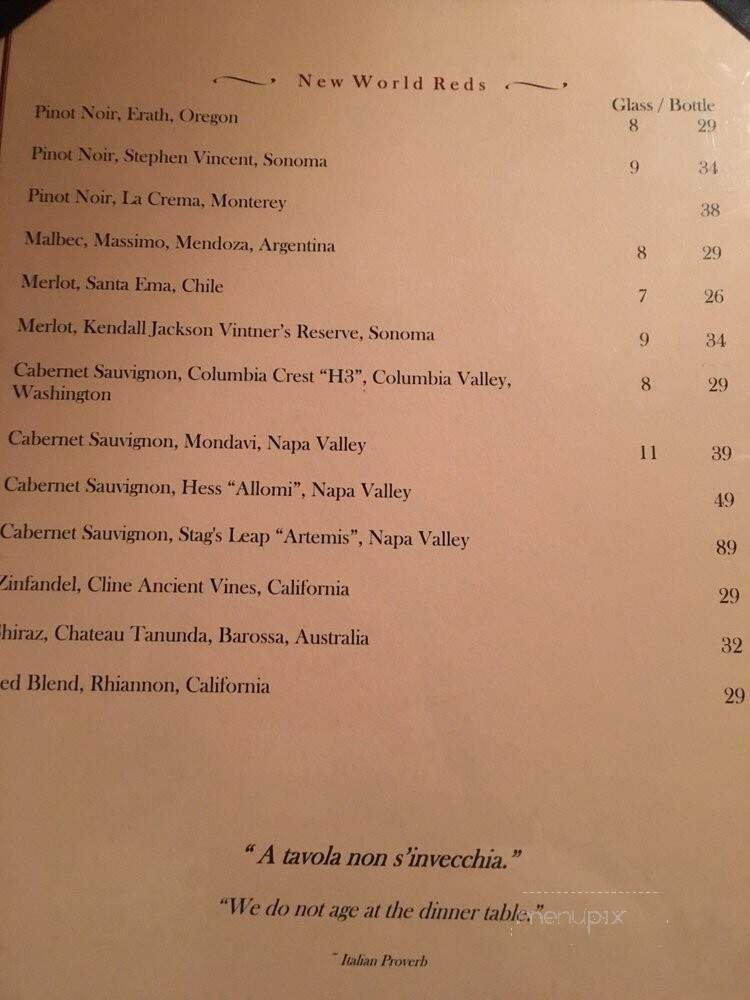 New World Reds
Glass / Bottle
Pinot Noir, Erath, Oregon 8 29
Pinot Noir, Stephen Vincent, Sonoma 9 34
Pinot Noir, La Crema, Monterey 38
Malbec, Massimo, Mendoza, Argentina 8 29
Merlot, Santa Ema, Chile 7 26
Merlot, Kendall Jackson Vintner's Reserve, Sonoma 9 34
Cabernet Sauvignon, Columbia Crest “H3”, Columbia Valley, 8 29
Washington
Cabernet Sauvignon, Mondavi, Napa Valley 11 39
Cabernet Sauvignon, Hess “Allomi”, Napa Valley 49
Cabernet Sauvignon, Stag's Leap “Artemis”, Napa Valley 89
Zinfandel, Cline Ancient Vines, California 29
hiraz, Chateau Tanunda, Barossa, Australia 32
ed Blend, Rhiannon, California 29
“ A tavola non s’invecchia.”
“We do not age at the dinner table.”
menupix
~ Italian Proverb